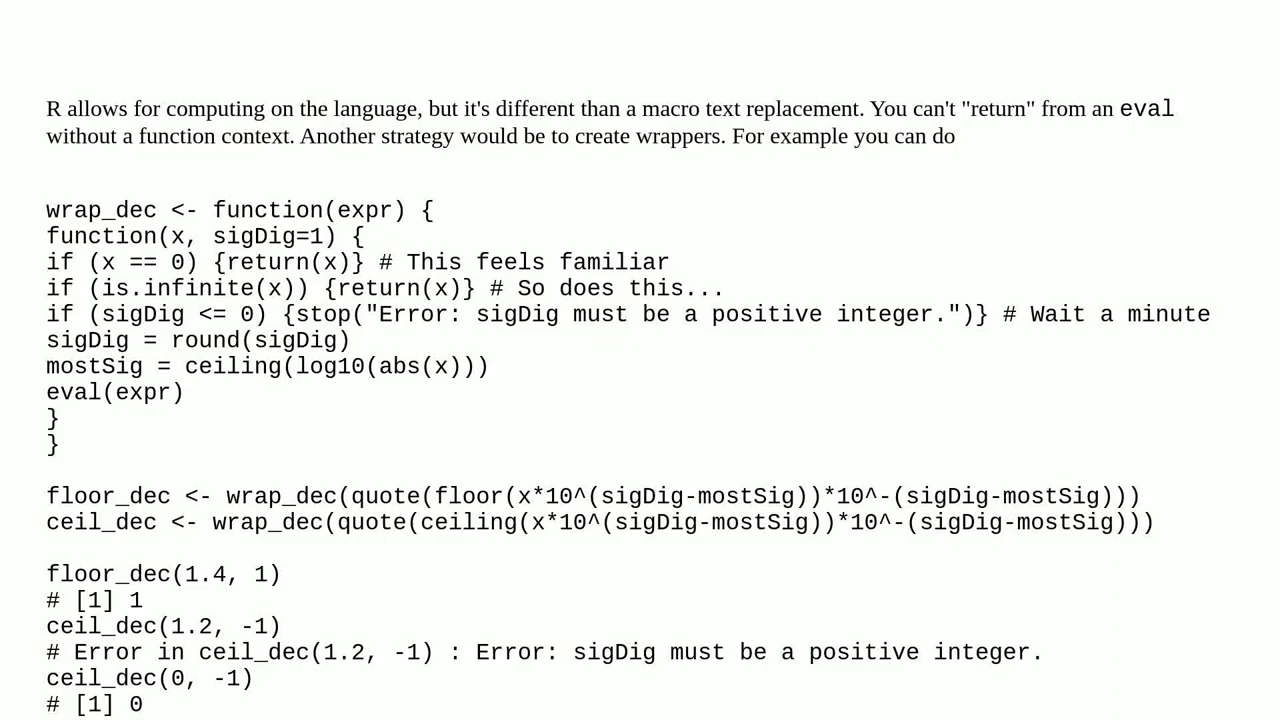 R allows for computing on the language, but it's different than a macro text replacement. You can't "return" from an eval
without a function context. Another strategy would be to create wrappers. For example you can do
wrap_dec <- function(expr) {
function(x, sigDig=1) {
if (x == 0) {return(x)} # This feels familiar
if (is.infinite(x)) {return(x)} # So does this...
if (sigDig <= 0) {stop("Error: sigDig must be a positive integer.")} # Wait a minute
sigDig = round(sigDig)
mostSig = ceiling(log10(abs(x)))
eval(expr)
}
}
floor_dec <- wrap_dec(quote(floor(x*10^(sigDig-mostSig))*10^-(sigDig-mostSig)))
ceil_dec <- wrap_dec(quote(ceiling(x*10^(sigDig-mostSig))*10^-(sigDig-mostSig)))
floor_dec(1.4, 1)
# [1] 1
ceil_dec(1.2, -1)
# Error in ceil_dec(1.2, -1) : Error: sigDig must be a positive integer.
ceil_dec(0, -1)
# [1] 0